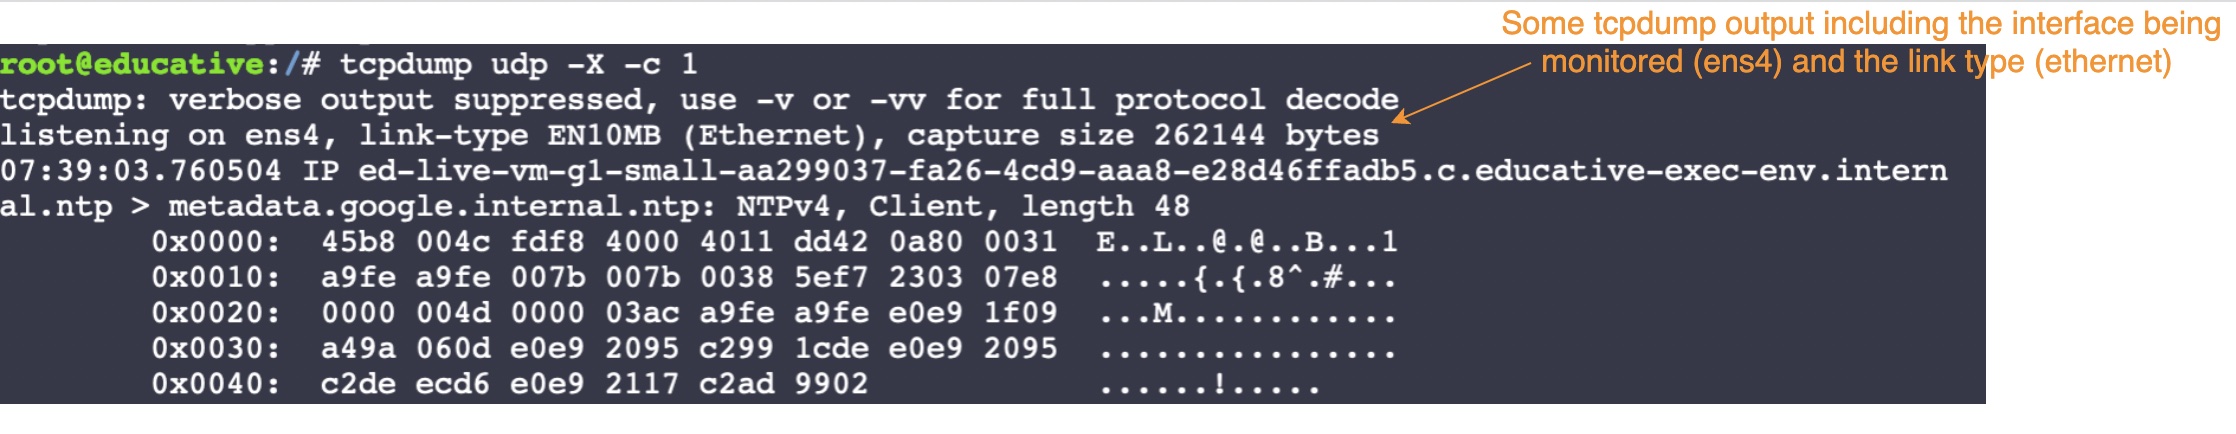 Some tcpdump output including the interface being
monitored (ens4) and the link type (ethernet)
root@educative:/# tcpdump udp -X -c 1
tcpdump: verbose output suppressed, use -v or -vv for full protocol decode
listening on ens4, link-type EN10MB (Ethernet), capture size 262144 bytes
07:39:03.760504 IP ed-live-vm-g1-small-aa299037-fa26-4cd9-aaa8-e28d46ffadb5.c.educative-exec-env.intern
al.ntp > metadata.google.internal.ntp: NTPv4, Client, length 48
0x0000: 45b8 004c fdf8 4000 4011 dd42 0a80 0031 E..L..@.@..B...1
0x0010: a9fe a9fe 007b 007b 0038 5ef7 2303 07e8 .....{.{.8^.#...
0x0020: 0000 004d 0000 03ac a9fe a9fe e0e9 1f09 ...M............
0x0030: a49a 060d e0e9 2095 c299 1cde e0e9 2095 ................
0x0040: c2de ecd6 e0e9 2117 c2ad 9902 ......!.....